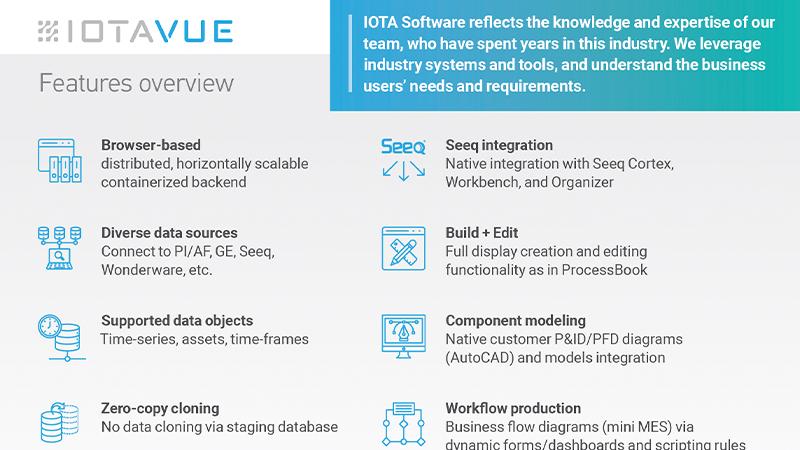 IOTAVUE
IOTA Software reflects the knowledge and expertise of our
team, who have spent years in this industry. We leverage
industry systems and tools, and understand the business
users' needs and requirements.
Features overview
Browser-based
distributed, horizontally scalable
containerized backend
Diverse data sources
Connect to PI/AF, GE, Seeq,
Wonderware, etc.
Supported data objects
Time-series, assets, time-frames
Zero-copy cloning
No data cloning via staging database
Seeq
Seeq integration
Native integration with Seeq Cortex,
Workbench, and Organizer
Build + Edit
Full display creation and editing
functionality as in ProcessBook
Component modeling
Native customer P&ID/PFD diagrams
(AutoCAD) and models integration
Workflow production
Business flow diagrams (mini MES) via
dynamic forms/dashboards and scripting rules